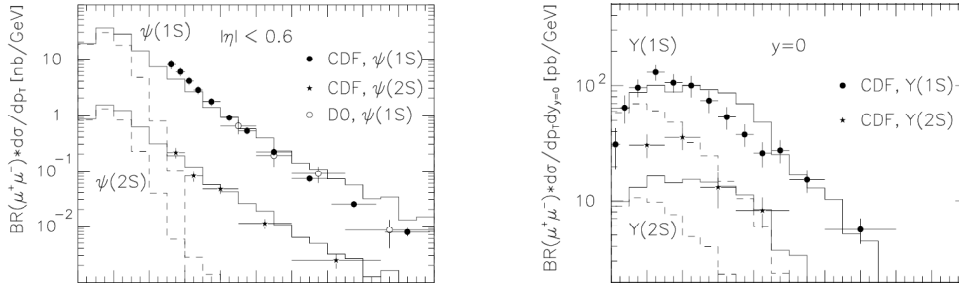 ψ(1S)
|η| < 0.6
CDF, ψ(1S)
CDF, ψ(2S)
DO, ψ(1S)
ψ(2S)
10
1
10⁻¹
10⁻²
BR(μ⁺μ⁻)*dσ/dp_T [nb/GeV]
Y(1S)
y=0
CDF, Y(1S)
CDF, Y(2S)
Y(2S)
10²
10
BR(μ⁺μ⁻)*dσ/dp_T dy_y=0 [pb/GeV]